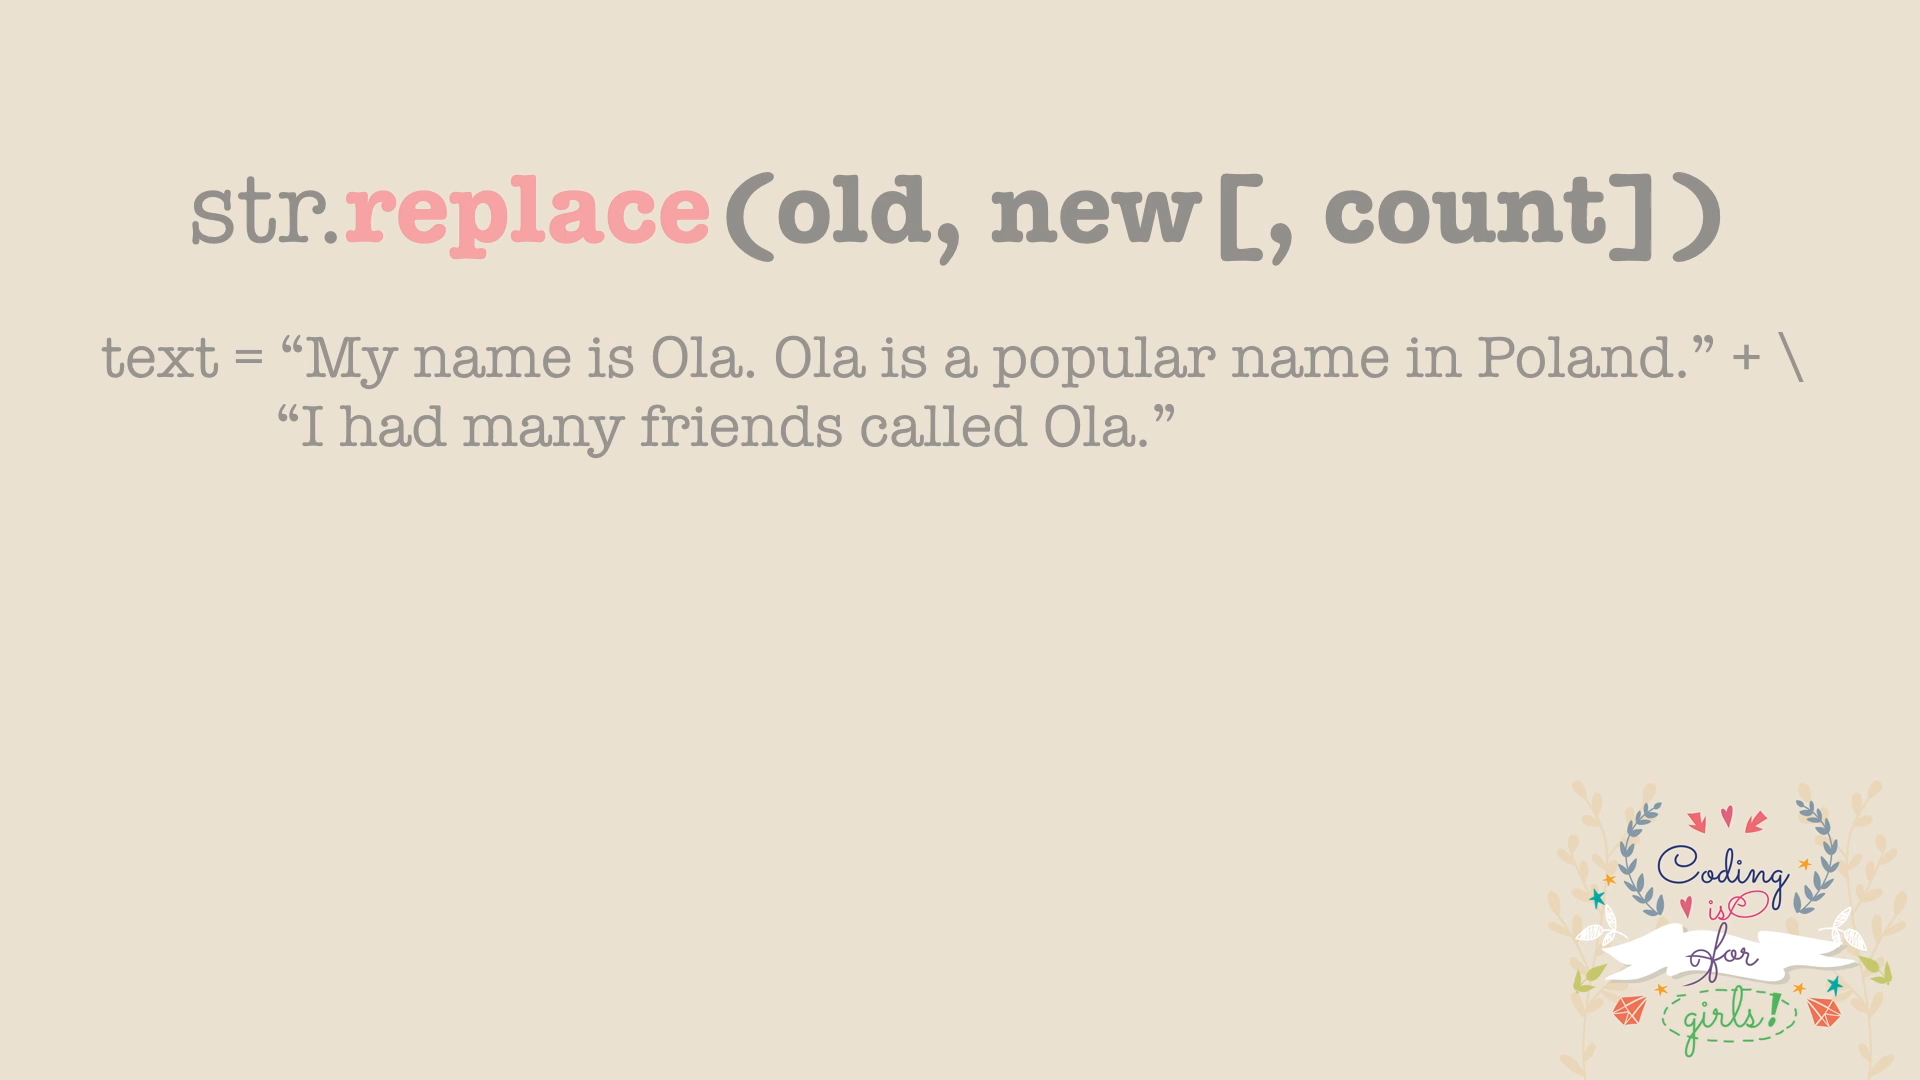 str.replace(old, new[, count])
text = “My name is Ola. Ola is a popular name in Poland.” + \
“I had many friends called Ola.”
Coding
is
for
girls!